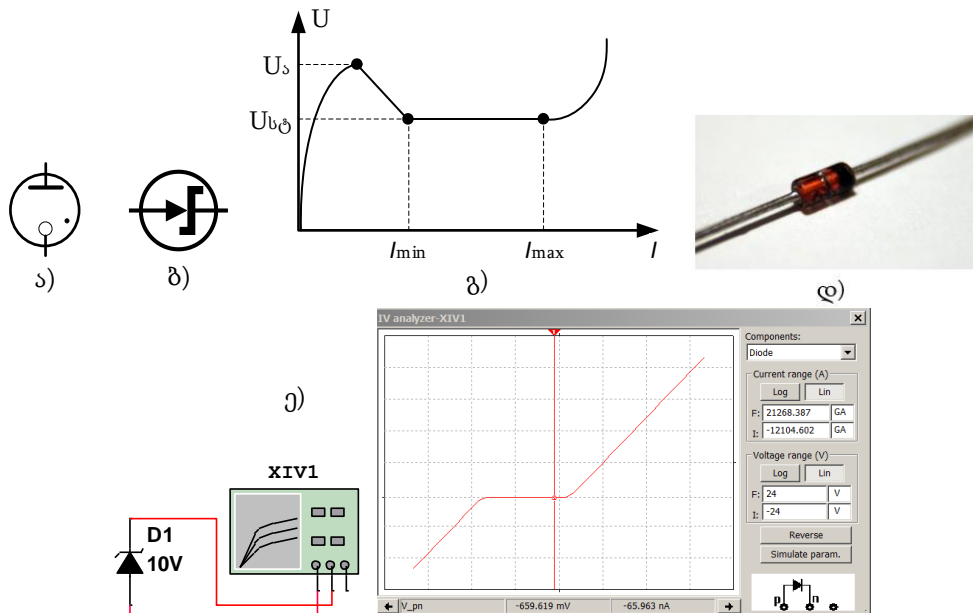 U
Uა
Uსტ
Imin
Imax
I
ა)
ბ)
გ)
დ)
ე)
XIV1
D1
10V
IV analyzer-XIV1
Components:
Diode
Current range (A)
Log
Lin
F: 21268.387 GA
I: -12104.602 GA
Voltage range (V)
Log
Lin
F: 24 V
I: -24 V
Reverse
Simulate param.
p n
V_pn
-659.619 mV
-65.963 nA